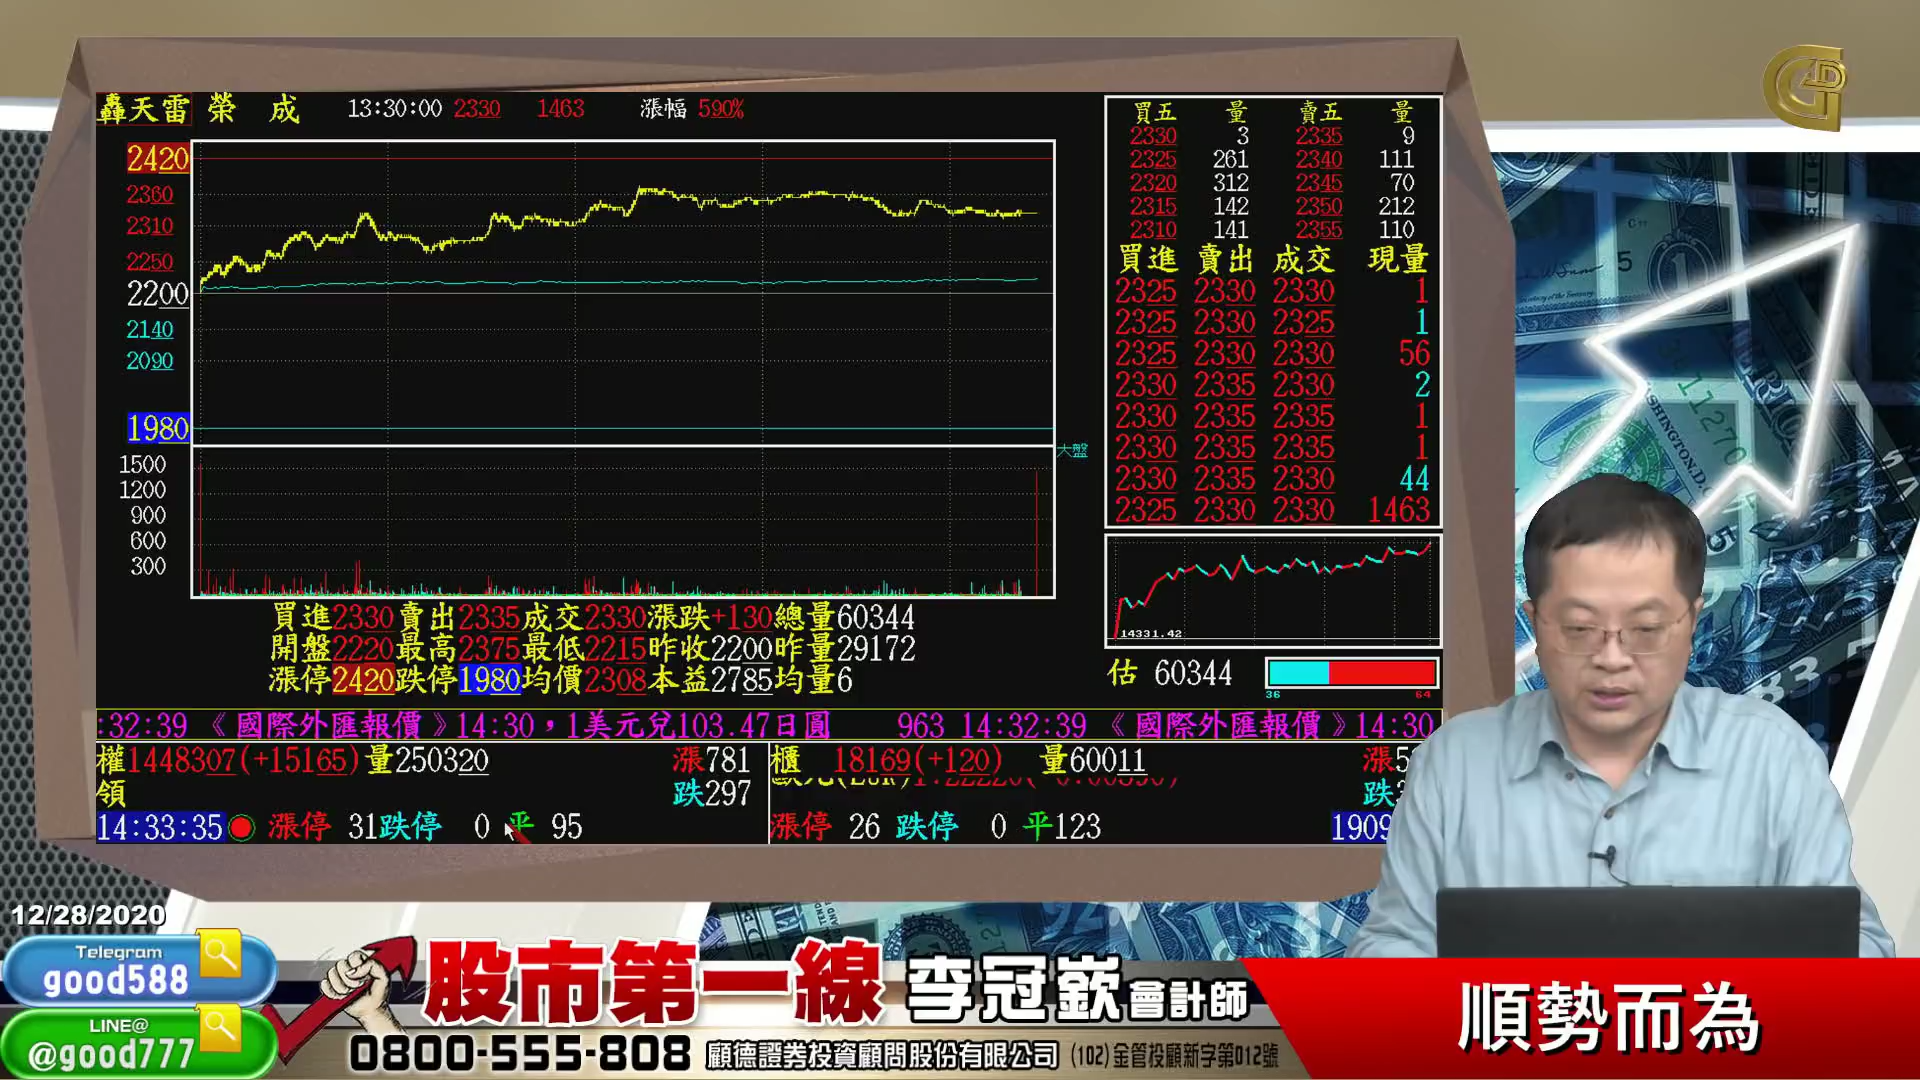 轟天雷 榮 成 13:30:00 2330 1463 漲幅 590%
2420
2360
2310
2250
2200
2140
2090
1980
大盤
1500
1200
900
600
300
買五 量 賣五 量
2330 3 2335 9
2325 261 2340 111
2320 312 2345 70
2315 142 2350 212
2310 141 2355 110
買進 賣出 成交 現量
2325 2330 2330 1
2325 2330 2325 1
2325 2330 2330 56
2330 2335 2330 2
2330 2335 2335 1
2330 2335 2335 1
2330 2335 2330 44
2325 2330 2330 1463
14331.42
估 60344
36 64
買進2330賣出2335成交2330漲跌+130總量60344
開盤2220最高2375最低2215昨收2200昨量29172
漲停2420跌停1980均價2308本益2785均量6
:32:39 《國際外匯報價》14:30,1美元兌103.47日圓 963 14:32:39 《國際外匯報價》14:30
權1448307(+15165)量250320 漲781
領 跌297
14:33:35 漲停 31跌停 0 平 95
櫃 18169(+120) 量60011 漲5
跌
漲停 26 跌停 0 平123 1909
12/28/2020
Telegram
good588
LINE@
@good777
股市第一線 李冠嶔會計師
0800-555-808 顧德證券投資顧問股份有限公司 (102)金管投顧新字第012號
順勢而為